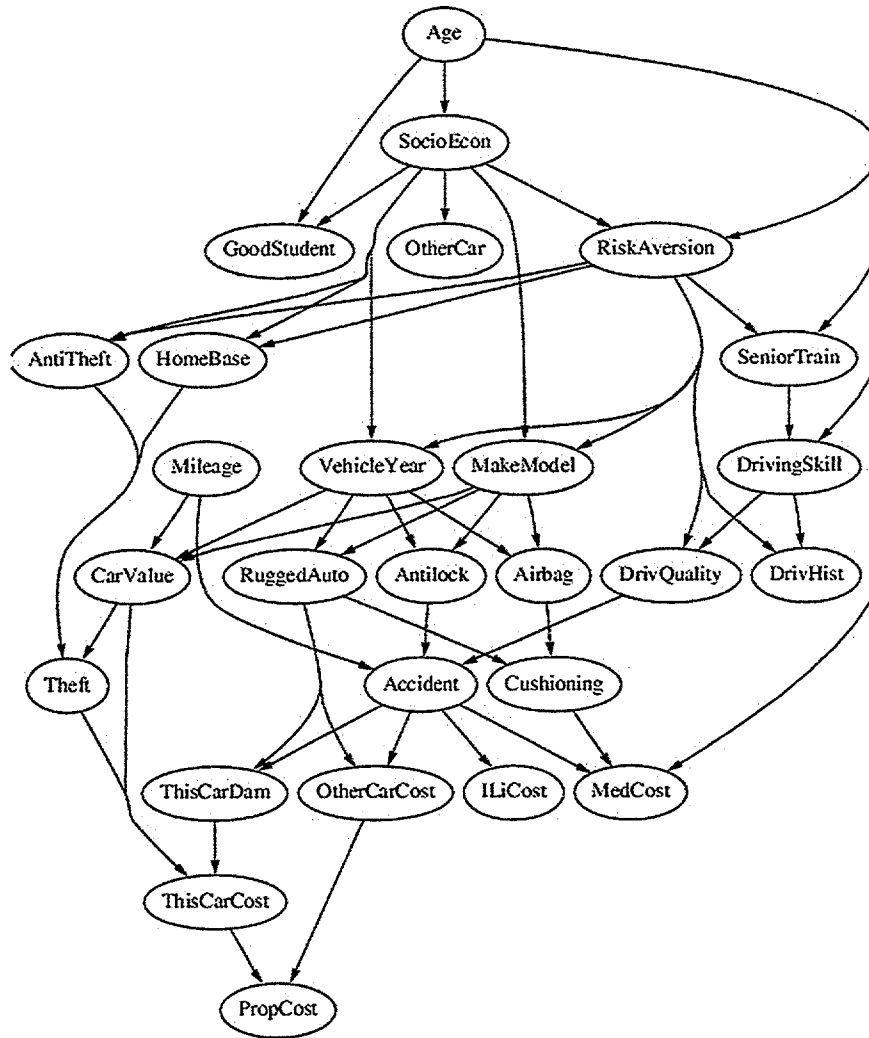 Age
SocioEcon
GoodStudent
OtherCar
RiskAversion
AntiTheft
HomeBase
SeniorTrain
Mileage
VehicleYear
MakeModel
DrivingSkill
CarValue
RuggedAuto
Antilock
Airbag
DrivQuality
DrivHist
Theft
Accident
Cushioning
ThisCarDam
OtherCarCost
ILiCost
MedCost
ThisCarCost
PropCost